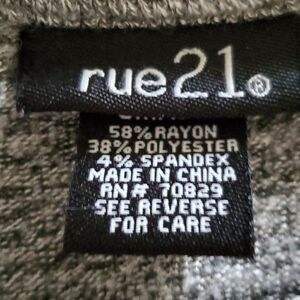 rue21®
58% RAYON
38% POLYESTER
4% SPANDEX
MADE IN CHINA
RN# 70829
SEE REVERSE
FOR CARE